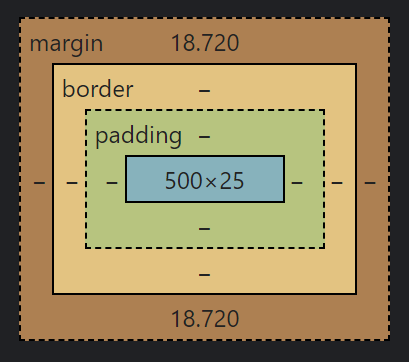 margin 18.720
border –
padding –
– – – 500×25 – – –
–
–
18.720